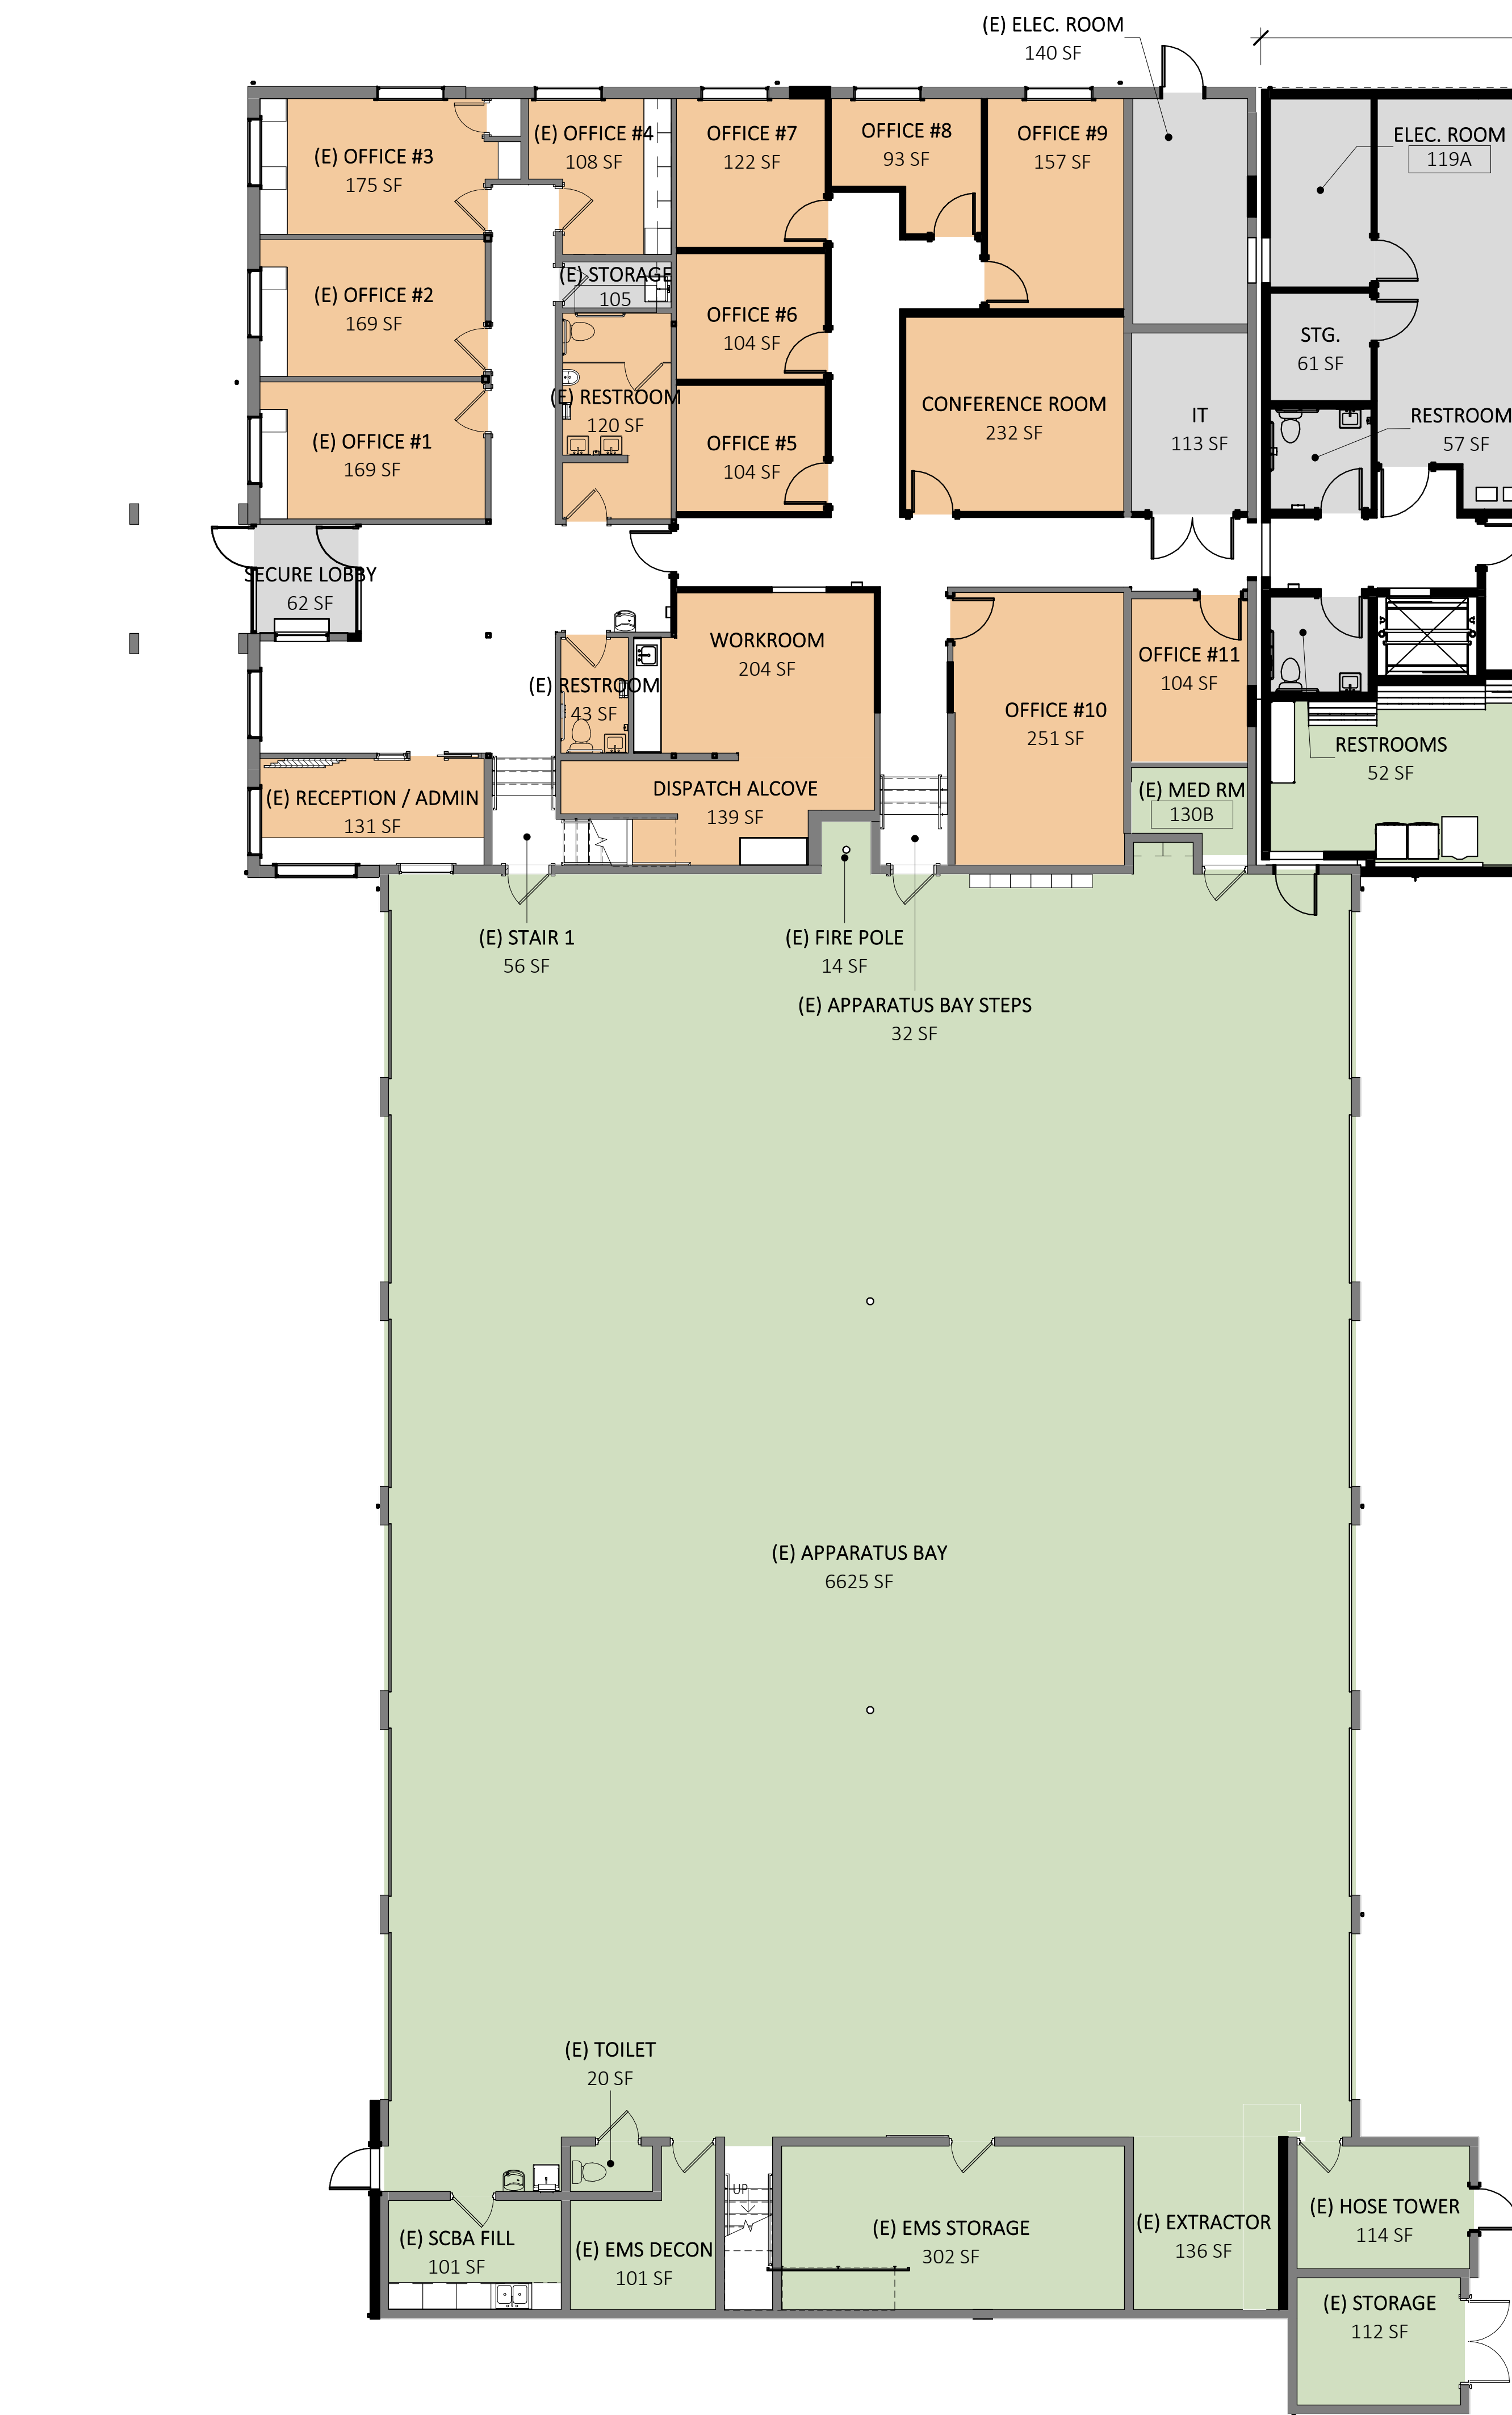 (E) ELEC. ROOM
140 SF
(E) OFFICE #3
175 SF
(E) OFFICE #4
108 SF
OFFICE #7
122 SF
OFFICE #8
93 SF
OFFICE #9
157 SF
ELEC. ROOM
119A
(E) OFFICE #2
169 SF
(E) STORAGE
105
OFFICE #6
104 SF
STG.
61 SF
(E) OFFICE #1
169 SF
(E) RESTROOM
120 SF
OFFICE #5
104 SF
CONFERENCE ROOM
232 SF
IT
113 SF
RESTROOM
57 SF
SECURE LOBBY
62 SF
WORKROOM
204 SF
OFFICE #11
104 SF
(E) RESTROOM
43 SF
OFFICE #10
251 SF
RESTROOMS
52 SF
(E) RECEPTION / ADMIN
131 SF
DISPATCH ALCOVE
139 SF
(E) MED RM
130B
(E) STAIR 1
56 SF
(E) FIRE POLE
14 SF
(E) APPARATUS BAY STEPS
32 SF
(E) APPARATUS BAY
6625 SF
(E) TOILET
20 SF
UP
(E) SCBA FILL
101 SF
(E) EMS DECON
101 SF
(E) EMS STORAGE
302 SF
(E) EXTRACTOR
136 SF
(E) HOSE TOWER
114 SF
(E) STORAGE
112 SF